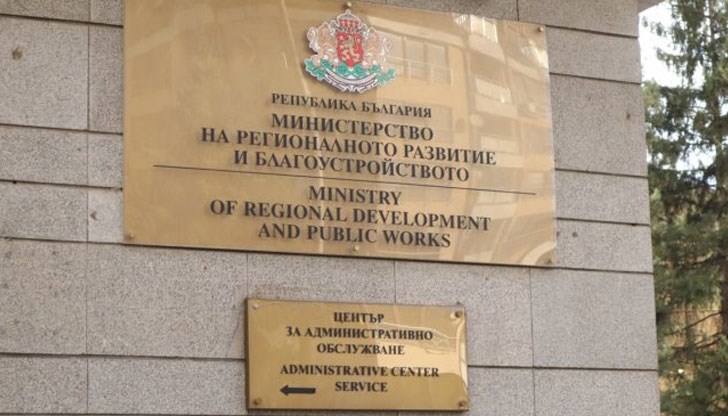 РЕПУБЛИКА БЪЛГАРИЯ
МИНИСТЕРСТВО
НА РЕГИОНАЛНОТО РАЗВИТИЕ
И БЛАГОУСТРОЙСТВОТО
MINISTRY
OF REGIONAL DEVELOPMENT
AND PUBLIC WORKS
ЦЕНТЪР
ЗА АДМИНИСТРАТИВНО
ОБСЛУЖВАНЕ
ADMINISTRATIVE CENTER
SERVICE